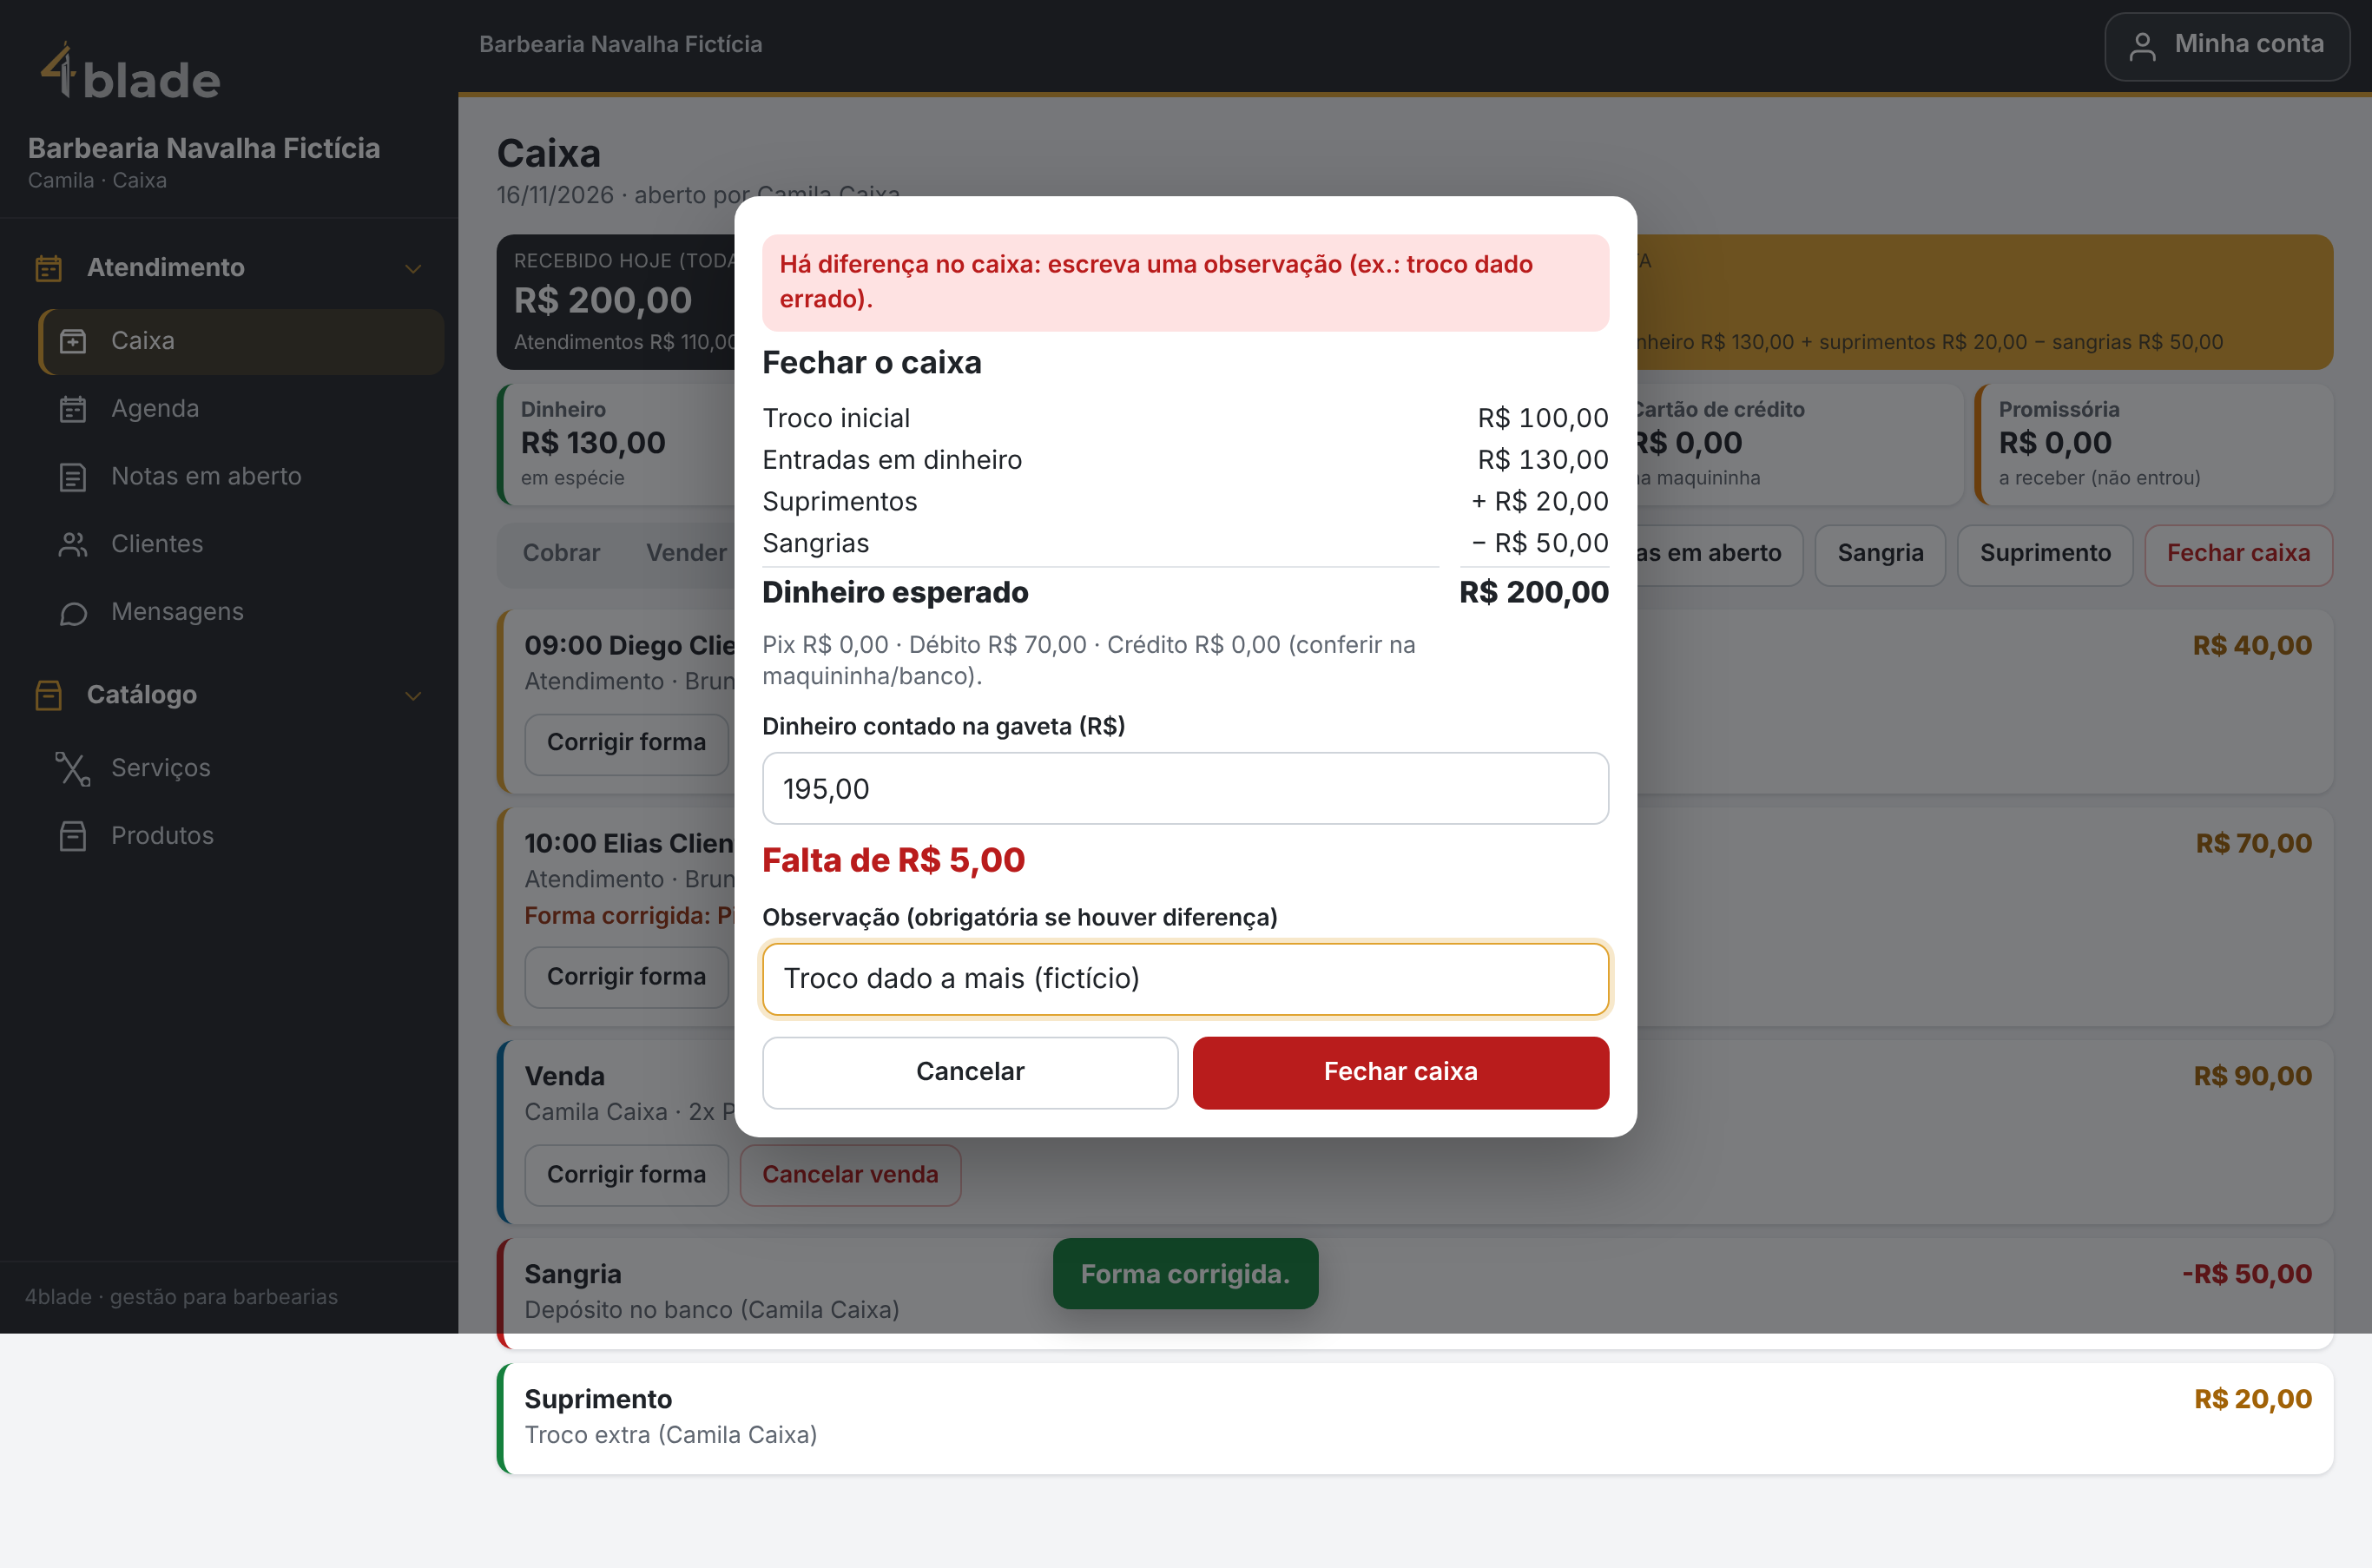 4blade
Barbearia Navalha Fictícia
Camila · Caixa
Atendimento
Caixa
Agenda
Notas em aberto
Clientes
Mensagens
Catálogo
Serviços
Produtos
4blade · gestão para barbearias
Barbearia Navalha Fictícia
Minha conta
Caixa
16/11/2026 · aberto por Camila Caixa
RECEBIDO HOJE (TODA
R$ 200,00
Atendimentos R$ 110,00
nheiro R$ 130,00 + suprimentos R$ 20,00 − sangrias R$ 50,00
Dinheiro
R$ 130,00
em espécie
Cartão de crédito
R$ 0,00
na maquininha
Promissória
R$ 0,00
a receber (não entrou)
Cobrar
Vender
as em aberto
Sangria
Suprimento
Fechar caixa
09:00 Diego Clie
R$ 40,00
Atendimento · Brun
Corrigir forma
10:00 Elias Clien
R$ 70,00
Atendimento · Brun
Forma corrigida: Pi
Corrigir forma
Venda
R$ 90,00
Camila Caixa · 2x P
Corrigir forma
Cancelar venda
Sangria
-R$ 50,00
Depósito no banco (Camila Caixa)
Forma corrigida.
Suprimento
R$ 20,00
Troco extra (Camila Caixa)
Há diferença no caixa: escreva uma observação (ex.: troco dado
errado).
Fechar o caixa
Troco inicial R$ 100,00
Entradas em dinheiro R$ 130,00
Suprimentos + R$ 20,00
Sangrias − R$ 50,00
Dinheiro esperado R$ 200,00
Pix R$ 0,00 · Débito R$ 70,00 · Crédito R$ 0,00 (conferir na
maquininha/banco).
Dinheiro contado na gaveta (R$)
195,00
Falta de R$ 5,00
Observação (obrigatória se houver diferença)
Troco dado a mais (fictício)
Cancelar
Fechar caixa